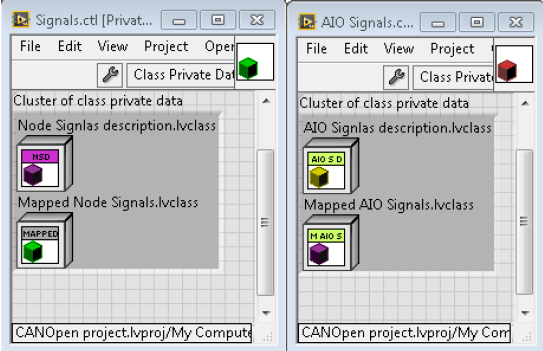 Signals.ctl [Privat...
File Edit View Project Oper
Class Private Dat
Cluster of class private data
Node Signlas description.lvclass
NSD
Mapped Node Signals.lvclass
MAPPED
CANOpen project.lvproj/My Compute
AIO Signals.c...
File Edit View Project
Class Privat
Cluster of class private data
AIO Signlas description.lvclass
AIO S D
Mapped AIO Signals.lvclass
M AIO S
CANOpen project.lvproj/My Com